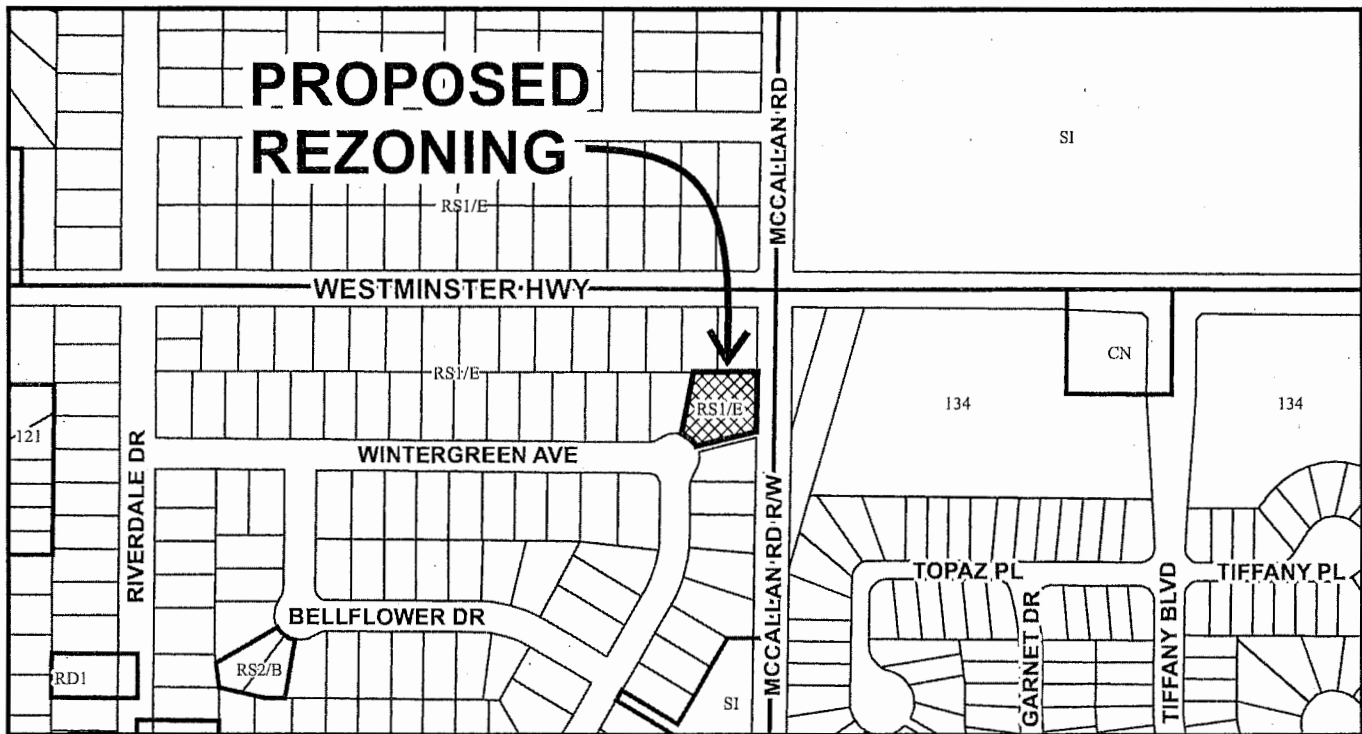 PROPOSED
REZONING
MCCALLAN RD
SI
RS1/E
WESTMINSTER HWY
CN
RS1/E
RS1/E
134
134
121
WINTERGREEN AVE
RIVERDALE DR
MCCALLAN RD R/W
TOPAZ PL
TIFFANY PL
BELLFLOWER DR
GARNET DR
TIFFANY BLVD
RS2/B
RD1
SI